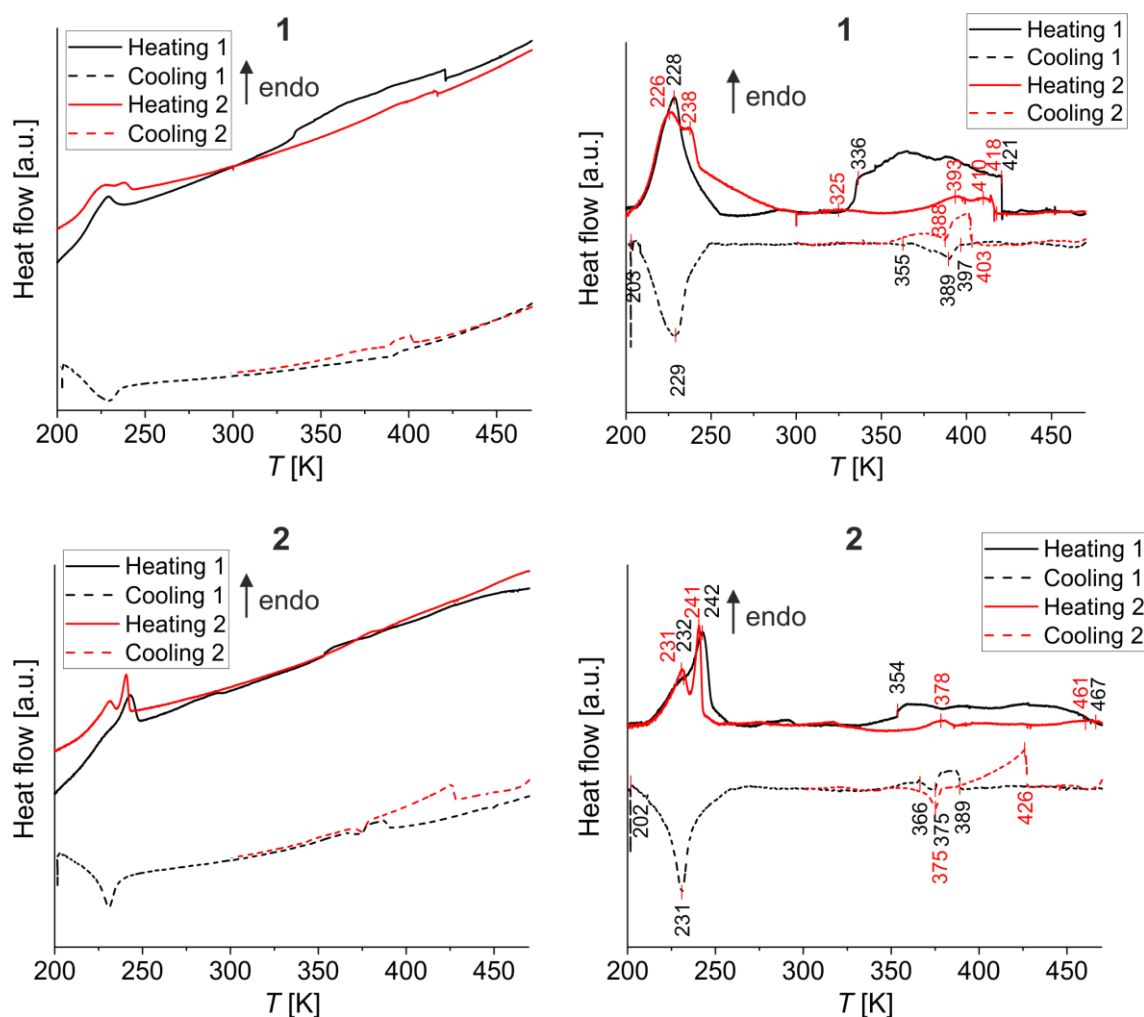 1
Heating 1
Cooling 1
Heating 2
Cooling 2
endo
Heat flow [a.u.]
200 250 300 350 400 450
T [K]
1
Heating 1
Cooling 1
Heating 2
Cooling 2
endo
226
228
238
325
336
393
410
418
421
203
229
355
388
389
397
403
Heat flow [a.u.]
200 250 300 350 400 450
T [K]
2
Heating 1
Cooling 1
Heating 2
Cooling 2
endo
Heat flow [a.u.]
200 250 300 350 400 450
T [K]
2
Heating 1
Cooling 1
Heating 2
Cooling 2
endo
231
232
241
242
354
378
461
467
202
231
366
375
375
389
426
Heat flow [a.u.]
200 250 300 350 400 450
T [K]